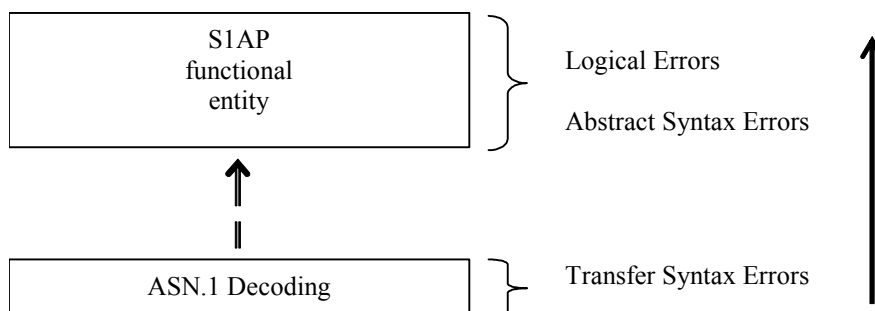 S1AP
functional
entity
Logical Errors
Abstract Syntax Errors
ASN.1 Decoding
Transfer Syntax Errors